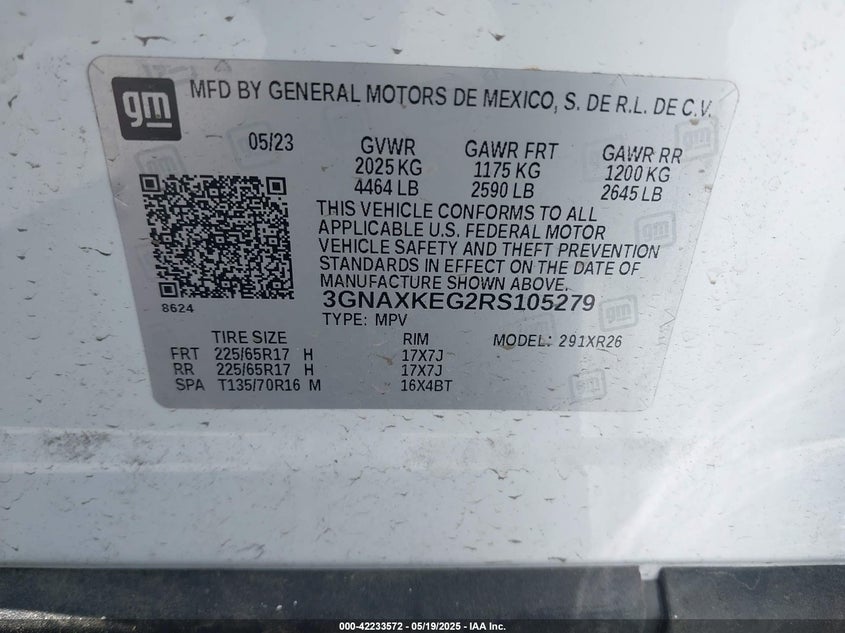 gm
MFD BY GENERAL MOTORS DE MEXICO, S. DE R.L. DE C.V.
05/23 GVWR GAWR FRT GAWR RR
2025 KG 1175 KG 1200 KG
4464 LB 2590 LB 2645 LB
THIS VEHICLE CONFORMS TO ALL
APPLICABLE U.S. FEDERAL MOTOR
VEHICLE SAFETY AND THEFT PREVENTION
STANDARDS IN EFFECT ON THE DATE OF
MANUFACTURE SHOWN ABOVE.
8624
3GNAXKEG2RS105279
TYPE: MPV
TIRE SIZE RIM MODEL: 291XR26
FRT 225/65R17 H 17X7J
RR 225/65R17 H 17X7J
SPA T135/70R16 M 16X4BT
000-42233572 — 05/19/2025 — IAA Inc.